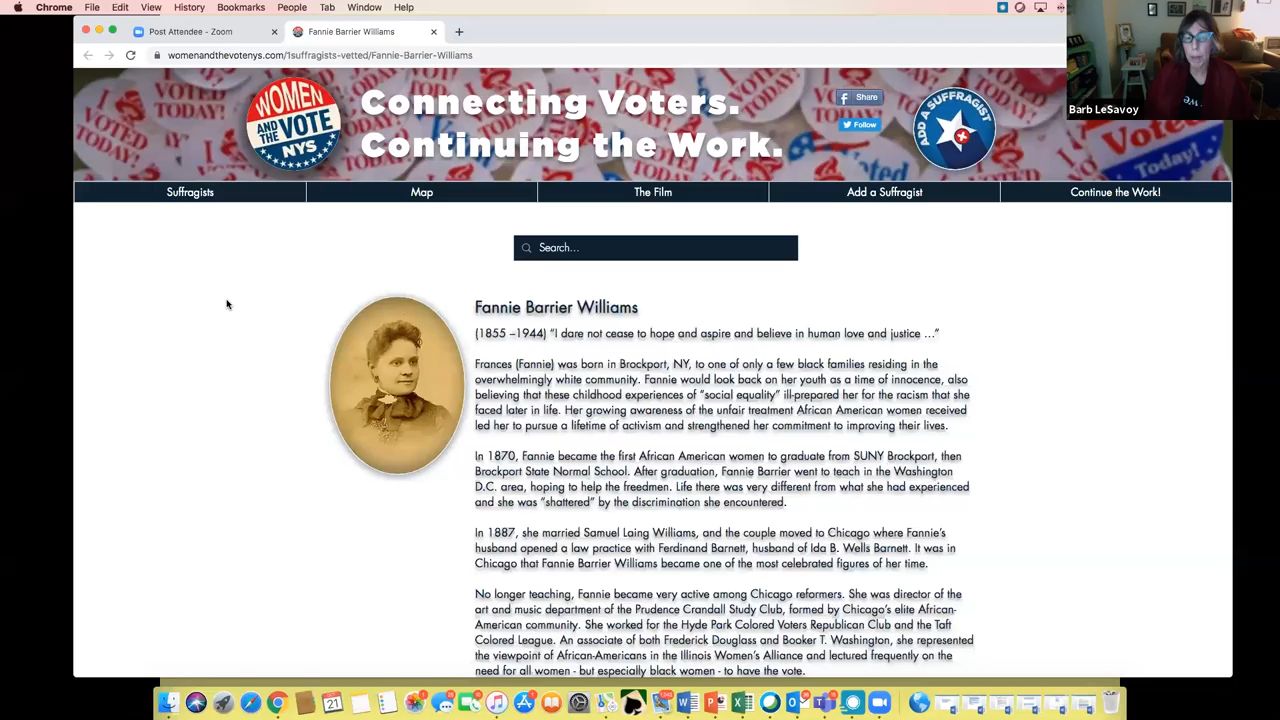 Chrome File Edit View History Bookmarks People Tab Window Help
Post Attendee - Zoom
Fannie Barrier Williams
womenandthevotenys.com/1suffragists-vetted/Fannie-Barrier-Williams
Barb LeSavoy
WOMEN
AND THE VOTE
NYS
Connecting Voters.
Continuing the Work.
Share
Follow
ADD A SUFFRAGIST
Suffragists Map The Film Add a Suffragist Continue the Work!
Search...
Fannie Barrier Williams
(1855 –1944) “I dare not cease to hope and aspire and believe in human love and justice ...”
Frances (Fannie) was born in Brockport, NY, to one of only a few black families residing in the
overwhelmingly white community. Fannie would look back on her youth as a time of innocence, also
believing that these childhood experiences of “social equality” ill-prepared her for the racism that she
faced later in life. Her growing awareness of the unfair treatment African American women received
led her to pursue a lifetime of activism and strengthened her commitment to improving their lives.
In 1870, Fannie became the first African American women to graduate from SUNY Brockport, then
Brockport State Normal School. After graduation, Fannie Barrier went to teach in the Washington
D.C. area, hoping to help the freedmen. Life there was very different from what she had experienced
and she was “shattered” by the discrimination she encountered.
In 1887, she married Samuel Laing Williams, and the couple moved to Chicago where Fannie’s
husband opened a law practice with Ferdinand Barnett, husband of Ida B. Wells Barnett. It was in
Chicago that Fannie Barrier Williams became one of the most celebrated figures of her time.
No longer teaching, Fannie became very active among Chicago reformers. She was director of the
art and music department of the Prudence Crandall Study Club, formed by Chicago’s elite African-
American community. She worked for the Hyde Park Colored Voters Republican Club and the Taft
Colored League. An associate of both Frederick Douglass and Booker T. Washington, she represented
the viewpoint of African-Americans in the Illinois Women’s Alliance and lectured frequently on the
need for all women - but especially black women - to have the vote.